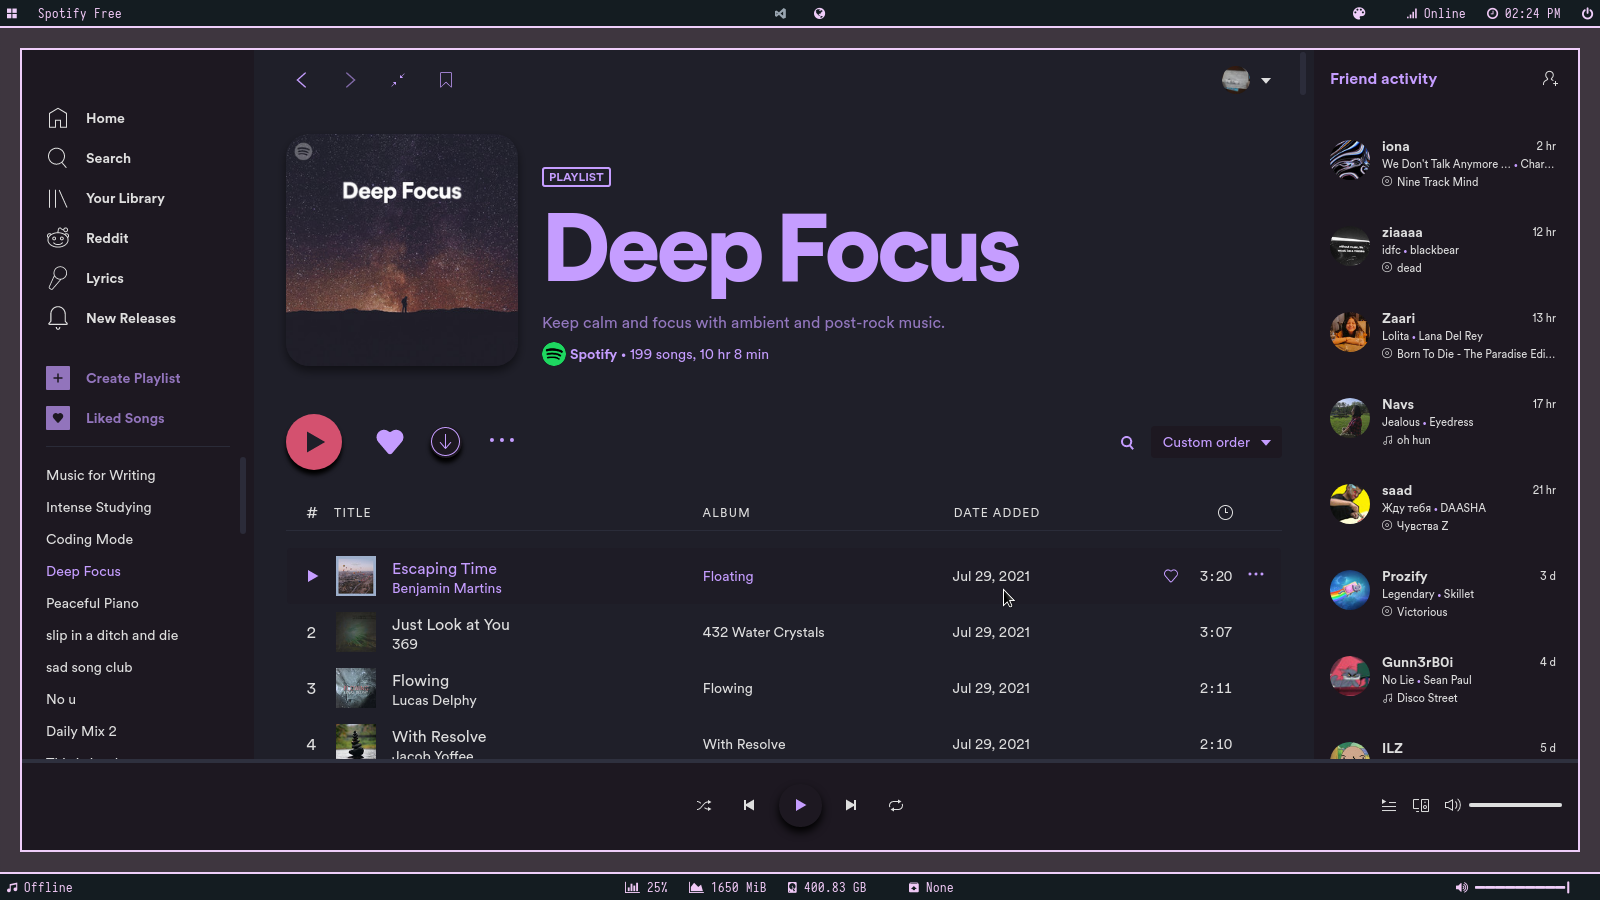 Spotify Free
Online
02:24 PM
Home
Search
Your Library
Reddit
Lyrics
New Releases
Create Playlist
Liked Songs
Music for Writing
Intense Studying
Coding Mode
Deep Focus
Peaceful Piano
slip in a ditch and die
sad song club
No u
Daily Mix 2
Deep Focus
PLAYLIST
Deep Focus
Keep calm and focus with ambient and post-rock music.
Spotify • 199 songs, 10 hr 8 min
Custom order
# TITLE ALBUM DATE ADDED
Escaping Time
Benjamin Martins
Floating
Jul 29, 2021
3:20
2
Just Look at You
369
432 Water Crystals
Jul 29, 2021
3:07
3
Flowing
Lucas Delphy
Flowing
Jul 29, 2021
2:11
4
With Resolve
Jacob Yoffee
With Resolve
Jul 29, 2021
2:10
Friend activity
iona 2 hr
We Don't Talk Anymore ... • Char...
Nine Track Mind
ziaaaa 12 hr
idfc • blackbear
dead
Zaari 13 hr
Lolita • Lana Del Rey
Born To Die - The Paradise Edi...
Navs 17 hr
Jealous • Eyedress
oh hun
saad 21 hr
Жду тебя • DAASHA
Чувства Z
Prozify 3 d
Legendary • Skillet
Victorious
Gunn3rB0i 4 d
No Lie • Sean Paul
Disco Street
ILZ 5 d
Offline
25%
1650 MiB
400.83 GB
None